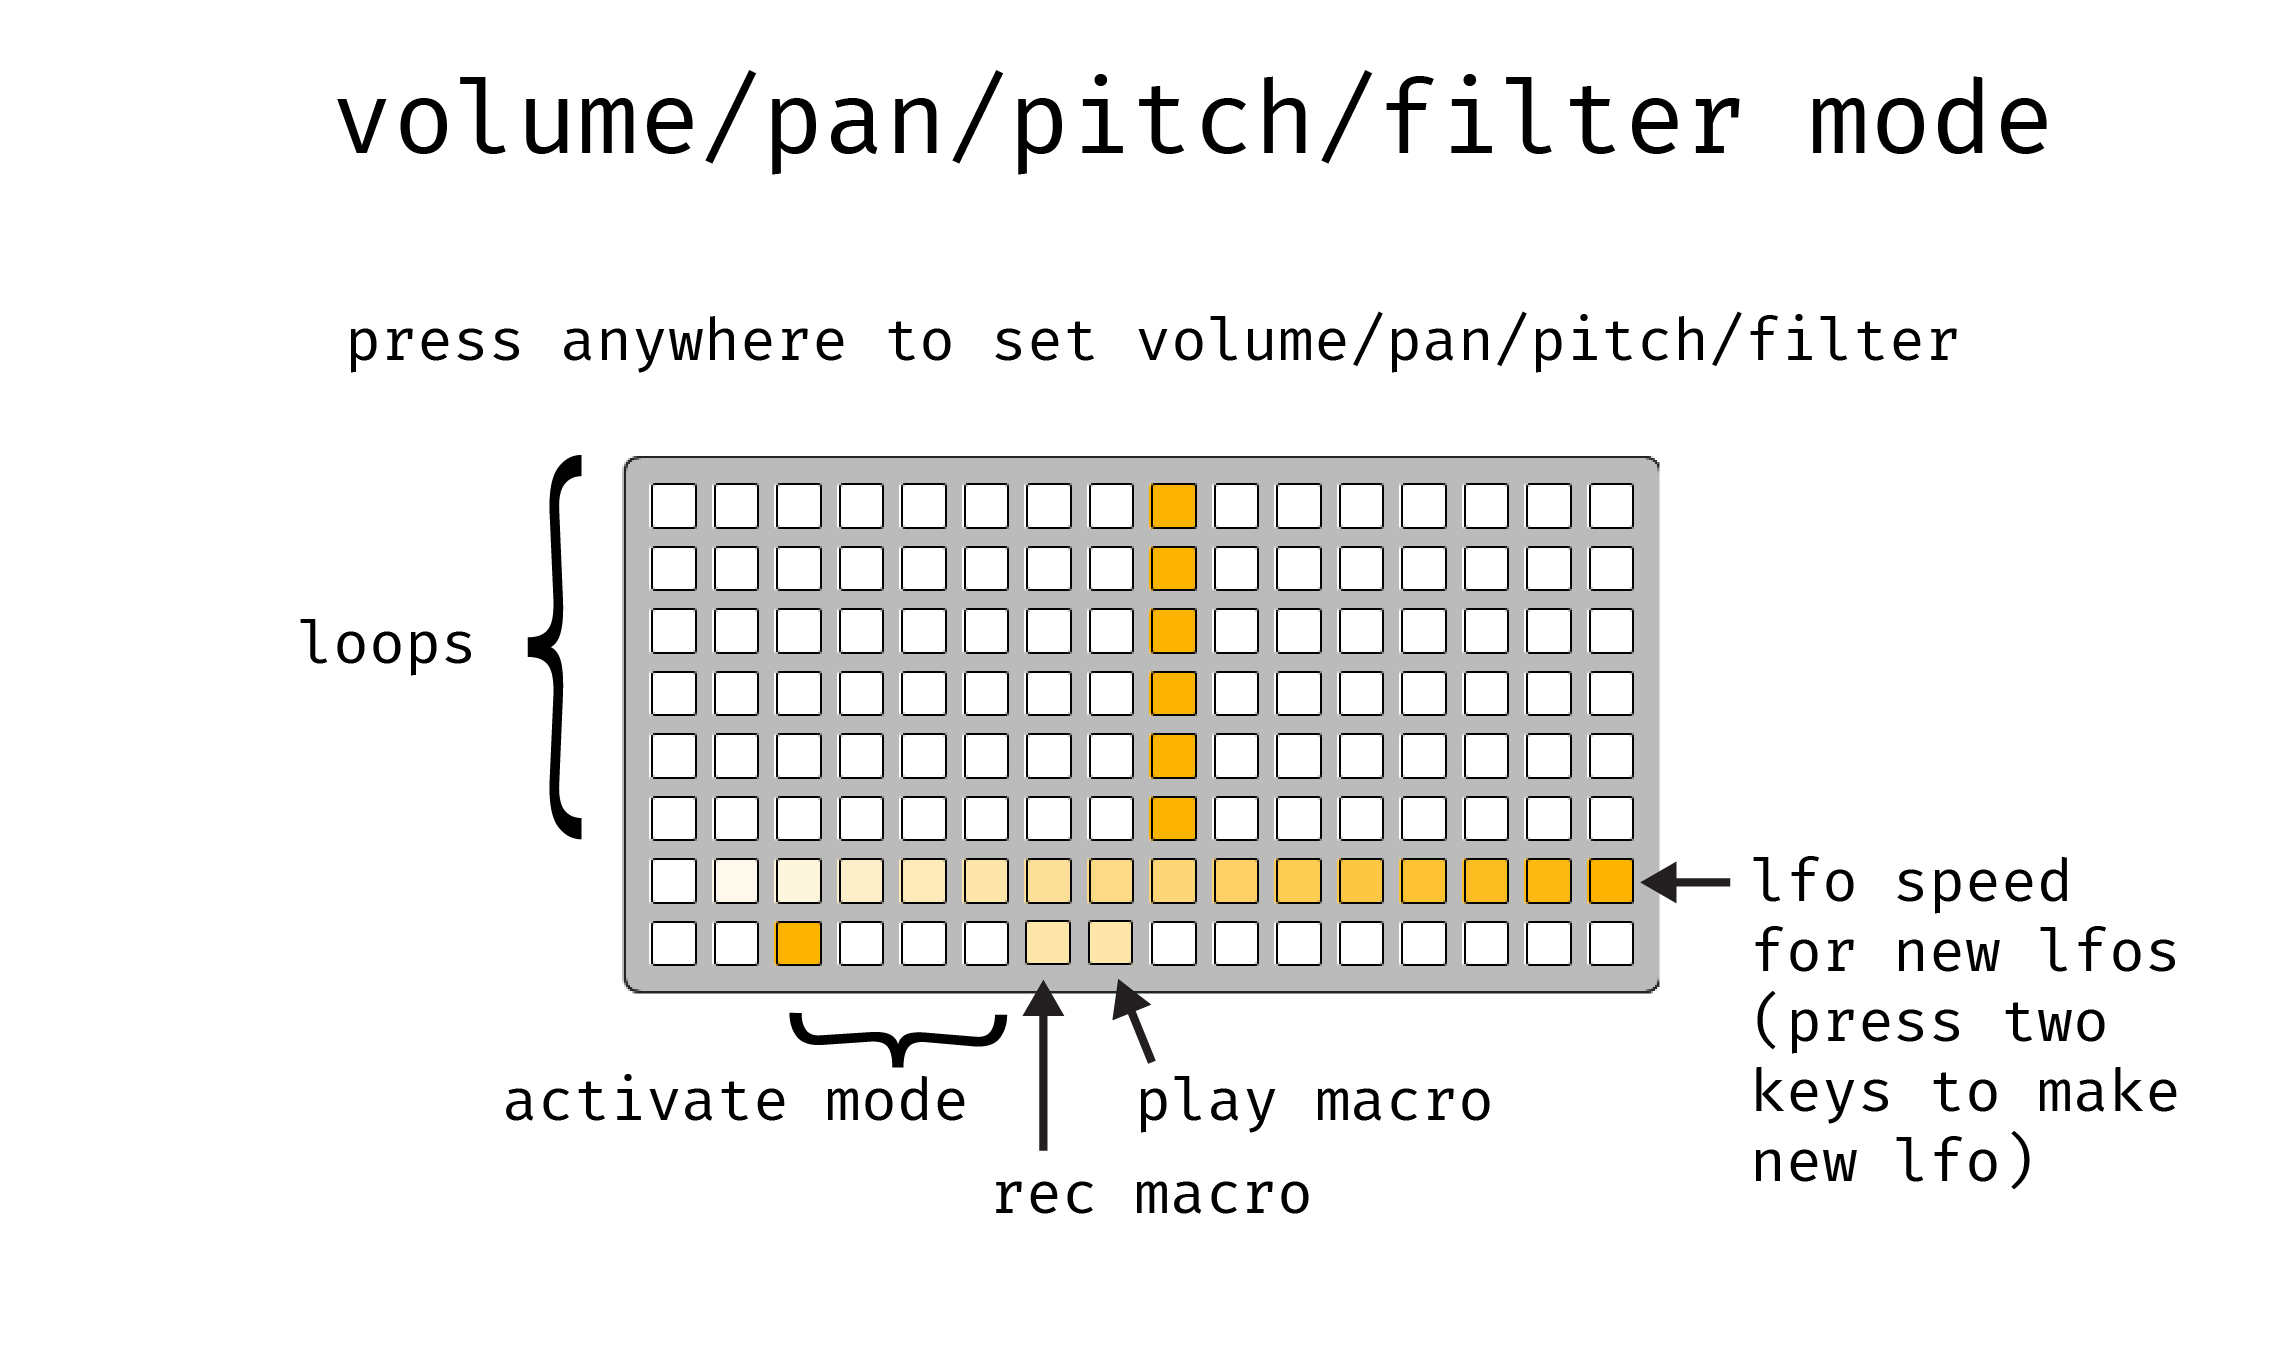 volume/pan/pitch/filter mode
press anywhere to set volume/pan/pitch/filter
loops
lfo speed
for new lfos
(press two
keys to make
new lfo)
activate mode
play macro
rec macro